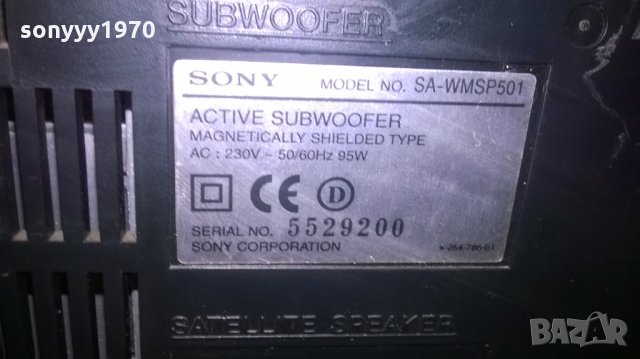 SUBWOOFER
sonyyy1970
SONY MODEL NO. SA-WMSP501
ACTIVE SUBWOOFER
MAGNETICALLY SHIELDED TYPE
AC : 230V ~ 50/60Hz 95W
CE D
SERIAL NO. 5529200
SONY CORPORATION
SATELLITE SPEAKER
BAZAR